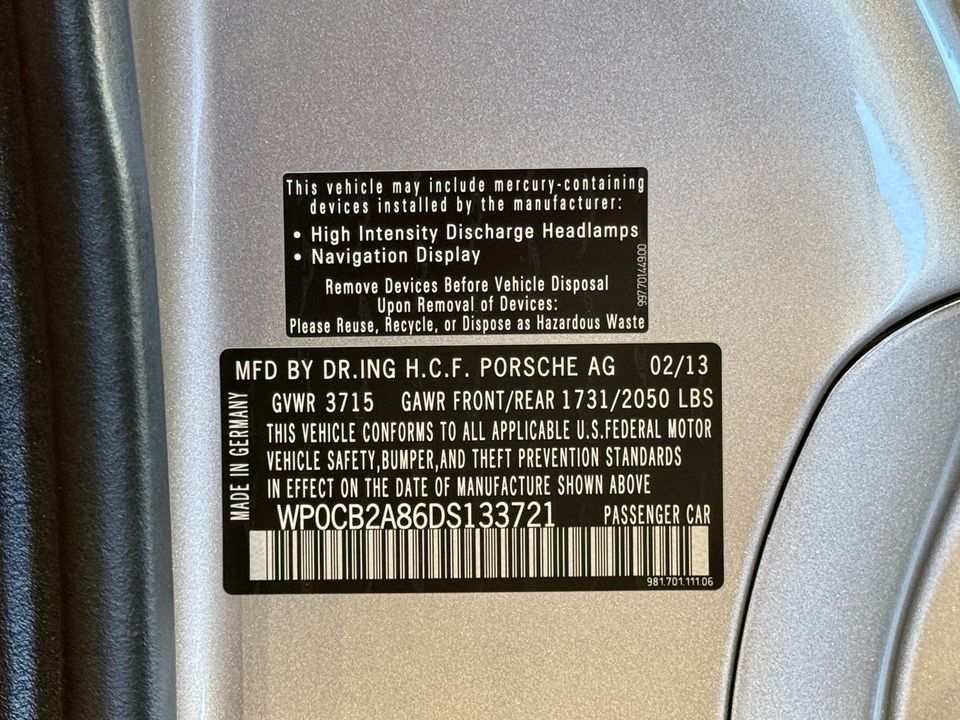 This vehicle may include mercury-containing
devices installed by the manufacturer:
• High Intensity Discharge Headlamps
• Navigation Display
Remove Devices Before Vehicle Disposal
Upon Removal of Devices:
Please Reuse, Recycle, or Dispose as Hazardous Waste
99770144900
MFD BY DR.ING H.C.F. PORSCHE AG 02/13
GVWR 3715 GAWR FRONT/REAR 1731/2050 LBS
THIS VEHICLE CONFORMS TO ALL APPLICABLE U.S.FEDERAL MOTOR
VEHICLE SAFETY,BUMPER,AND THEFT PREVENTION STANDARDS
IN EFFECT ON THE DATE OF MANUFACTURE SHOWN ABOVE
WP0CB2A86DS133721 PASSENGER CAR
MADE IN GERMANY
981.701.111.06